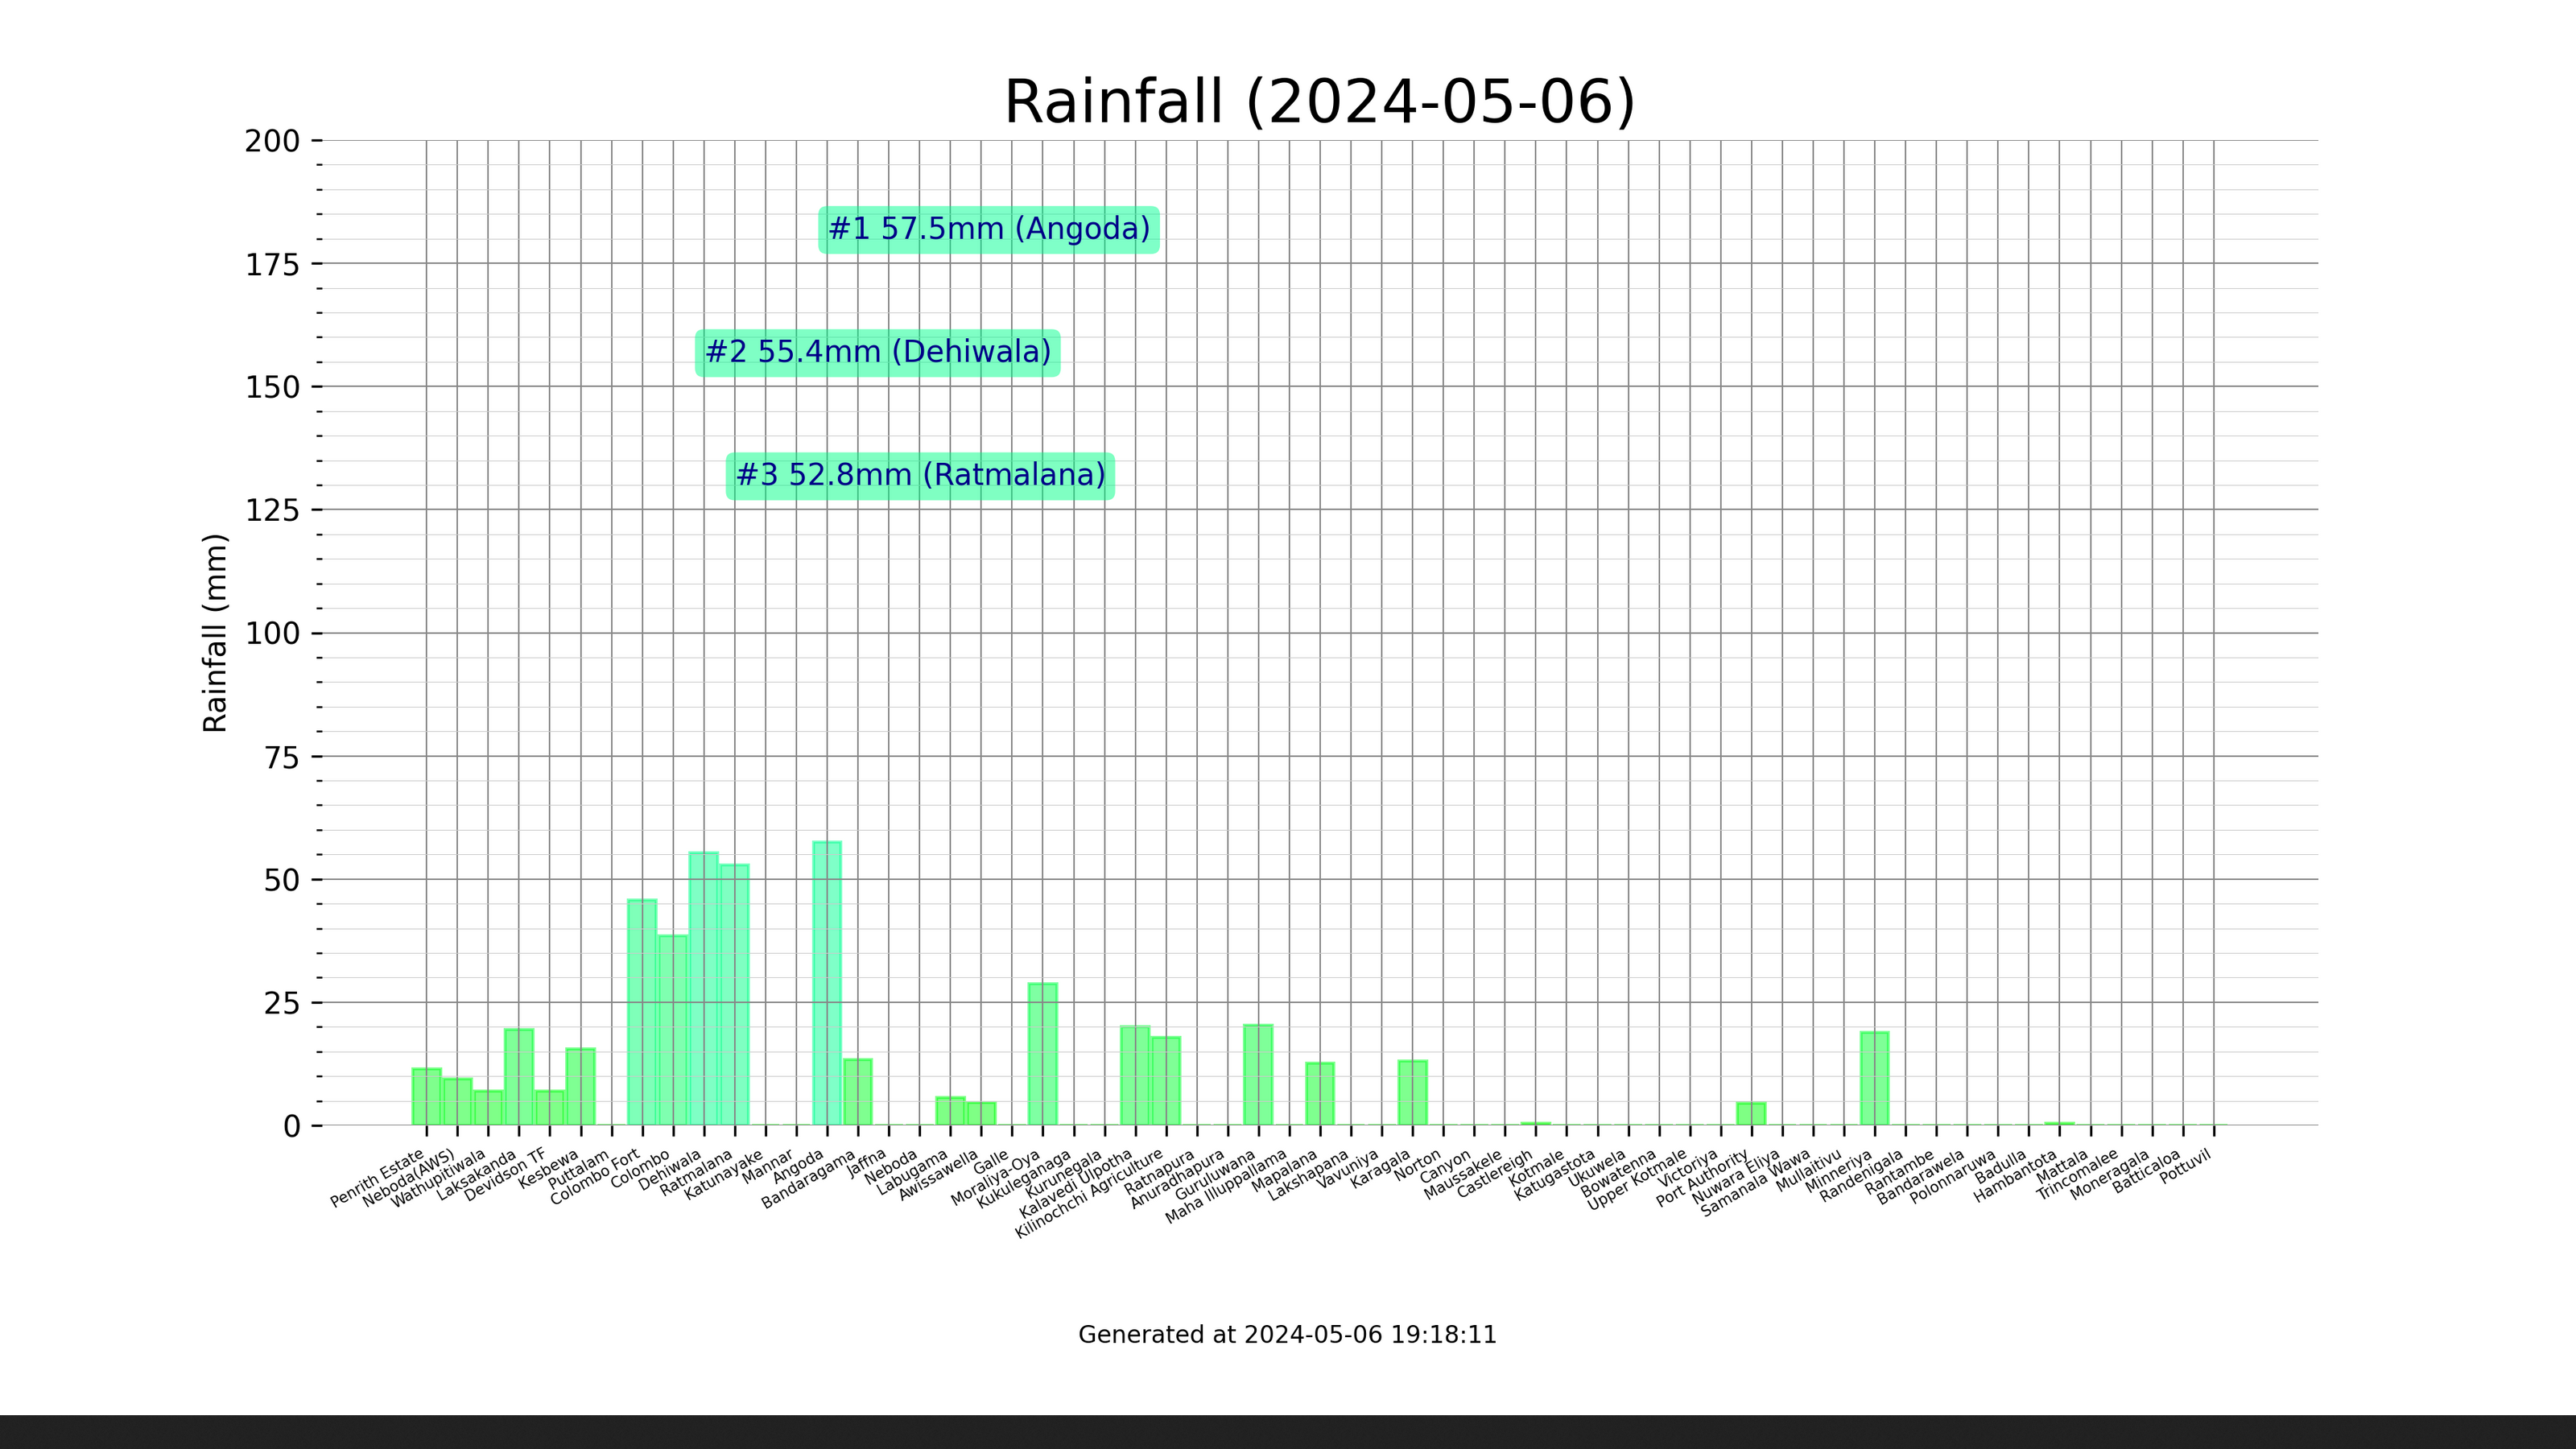 Rainfall (2024-05-06)
200
175
150
125
100
75
50
25
0
Rainfall (mm)
#1 57.5mm (Angoda)
#2 55.4mm (Dehiwala)
#3 52.8mm (Ratmalana)
Penrith Estate
Neboda(AWS)
Wathupitiwala
Laksakanda
Devidson TF
Kesbewa
Puttalam
Colombo Fort
Colombo
Dehiwala
Ratmalana
Katunayake
Mannar
Angoda
Bandaragama
Jaffna
Neboda
Labugama
Awissawella
Galle
Moraliya-Oya
Kukuleganaga
Kurunegala
Kalavedi Ulpotha
Kilinochchi Agriculture
Ratnapura
Anuradhapura
Guruluwana
Maha Illuppallama
Mapalana
Lakshapana
Vavuniya
Karagala
Norton
Canyon
Maussakele
Castlereigh
Kotmale
Katugastota
Ukuwela
Bowatenna
Upper Kotmale
Victoriya
Port Authority
Nuwara Eliya
Samanala Wawa
Mullaitivu
Minneriya
Randenigala
Rantambe
Bandarawela
Polonnaruwa
Badulla
Hambantota
Mattala
Trincomalee
Moneragala
Batticaloa
Pottuvil
Generated at 2024-05-06 19:18:11